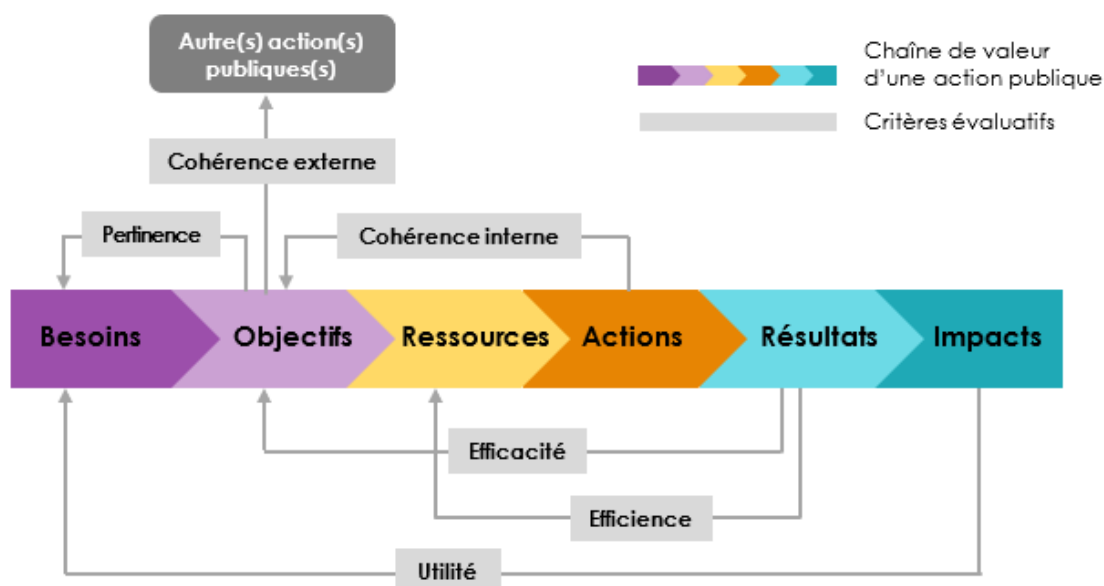 Autre(s) action(s)
publiques(s)
Chaîne de valeur
d'une action publique
Critères évaluatifs
Cohérence externe
Pertinence
Cohérence interne
Besoins
Objectifs
Ressources
Actions
Résultats
Impacts
Efficacité
Efficience
Utilité